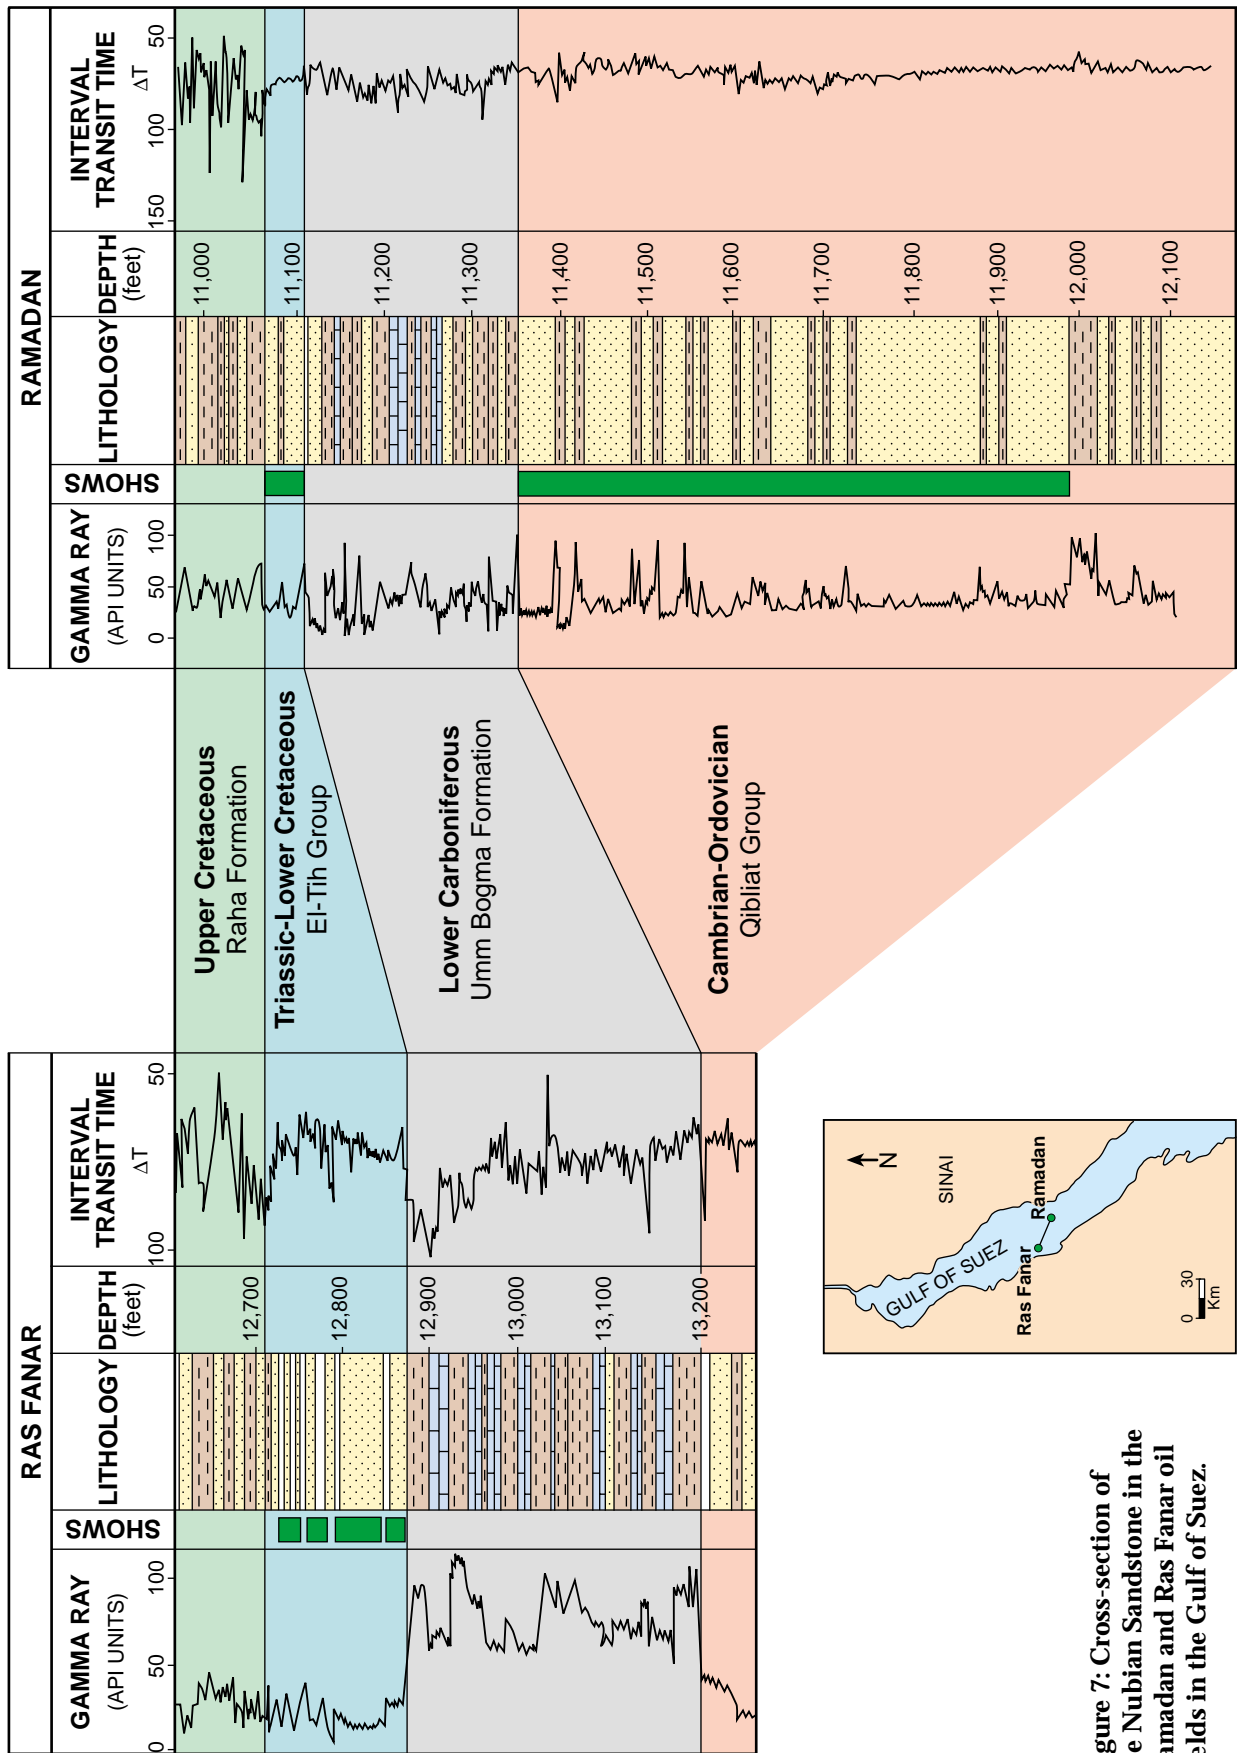 RAS FANAR
GAMMA RAY
(API UNITS)
0
50
100
SHOWS
LITHOLOGY
DEPTH
(feet)
12,700
12,800
12,900
13,000
13,100
13,200
INTERVAL
TRANSIT TIME
ΔT
100
50
Upper Cretaceous
Raha Formation
Triassic-Lower Cretaceous
El-Tih Group
Lower Carboniferous
Umm Bogma Formation
Cambrian-Ordovician
Qibliat Group
RAMADAN
GAMMA RAY
(API UNITS)
0
50
100
SHOWS
LITHOLOGY
DEPTH
(feet)
11,000
11,100
11,200
11,300
11,400
11,500
11,600
11,700
11,800
11,900
12,000
12,100
INTERVAL
TRANSIT TIME
ΔT
150
100
50
N
SINAI
GULF OF SUEZ
Ras Fanar
Ramadan
0 30
Km
gure 7: Cross-section of
e Nubian Sandstone in the
amadan and Ras Fanar oil
elds in the Gulf of Suez.